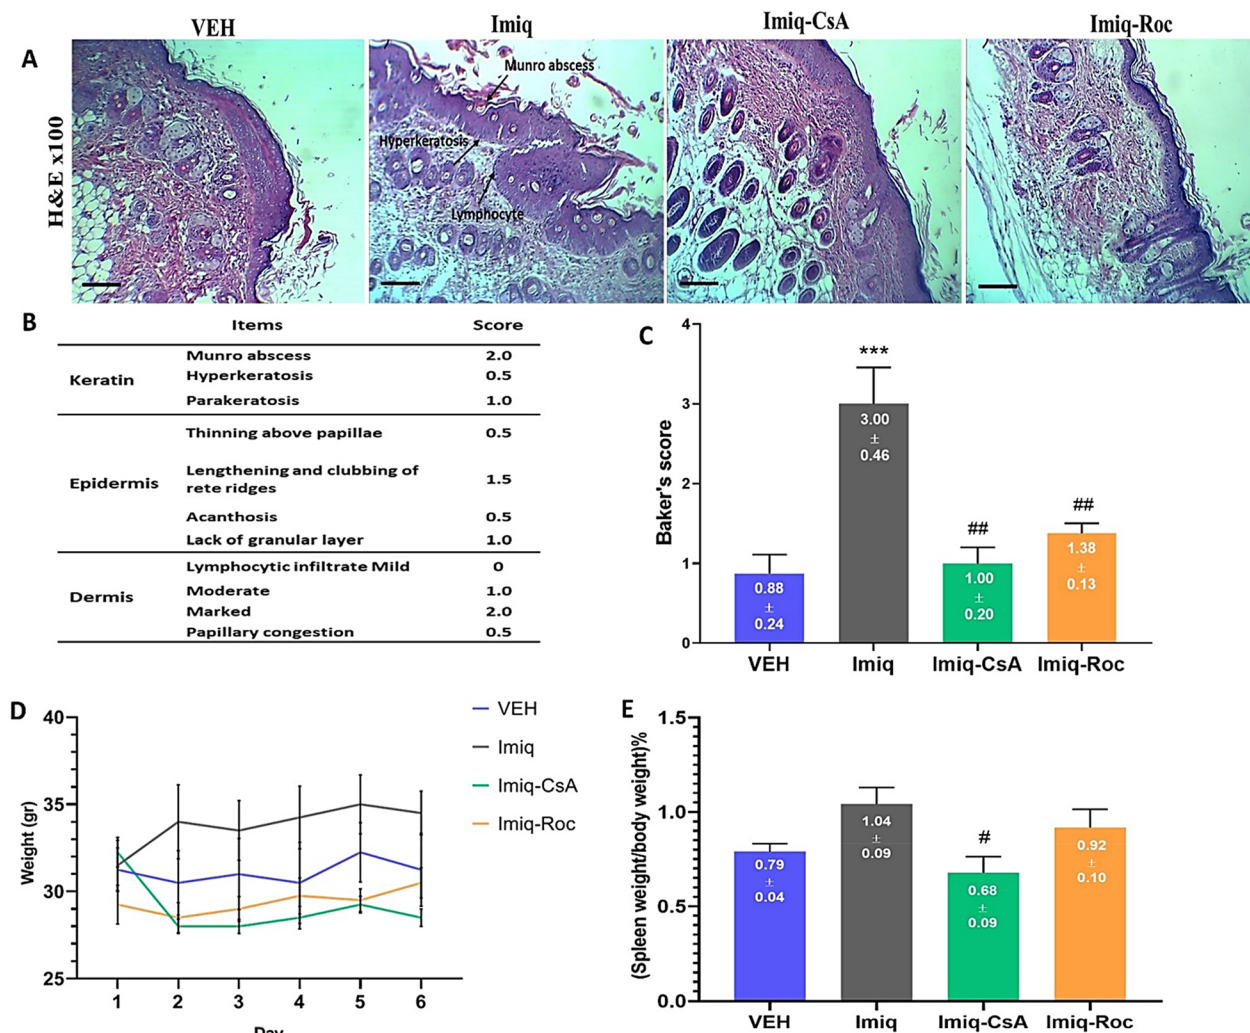 VEH Imiq Imiq-CsA Imiq-Roc
A
H&E x100
Munro abscess
Hyperkeratosis
Lymphocyte
B
Items Score
Keratin
Munro abscess 2.0
Hyperkeratosis 0.5
Parakeratosis 1.0
Epidermis
Thinning above papillae 0.5
Lengthening and clubbing of
rete ridges 1.5
Acanthosis 0.5
Lack of granular layer 1.0
Dermis
Lymphocytic infiltrate Mild 0
Moderate 1.0
Marked 2.0
Papillary congestion 0.5
C
Baker's score
4
3
2
1
0
***
##
##
0.88
±
0.24
3.00
±
0.46
1.00
±
0.20
1.38
±
0.13
VEH Imiq Imiq-CsA Imiq-Roc
D
Weight (gr)
40
35
30
25
1 2 3 4 5 6
Day
VEH
Imiq
Imiq-CsA
Imiq-Roc
E
(Spleen weight/body weight)%
1.5
1.0
0.5
0.0
#
0.79
±
0.04
1.04
±
0.09
0.68
±
0.09
0.92
±
0.10
VEH Imiq Imiq-CsA Imiq-Roc